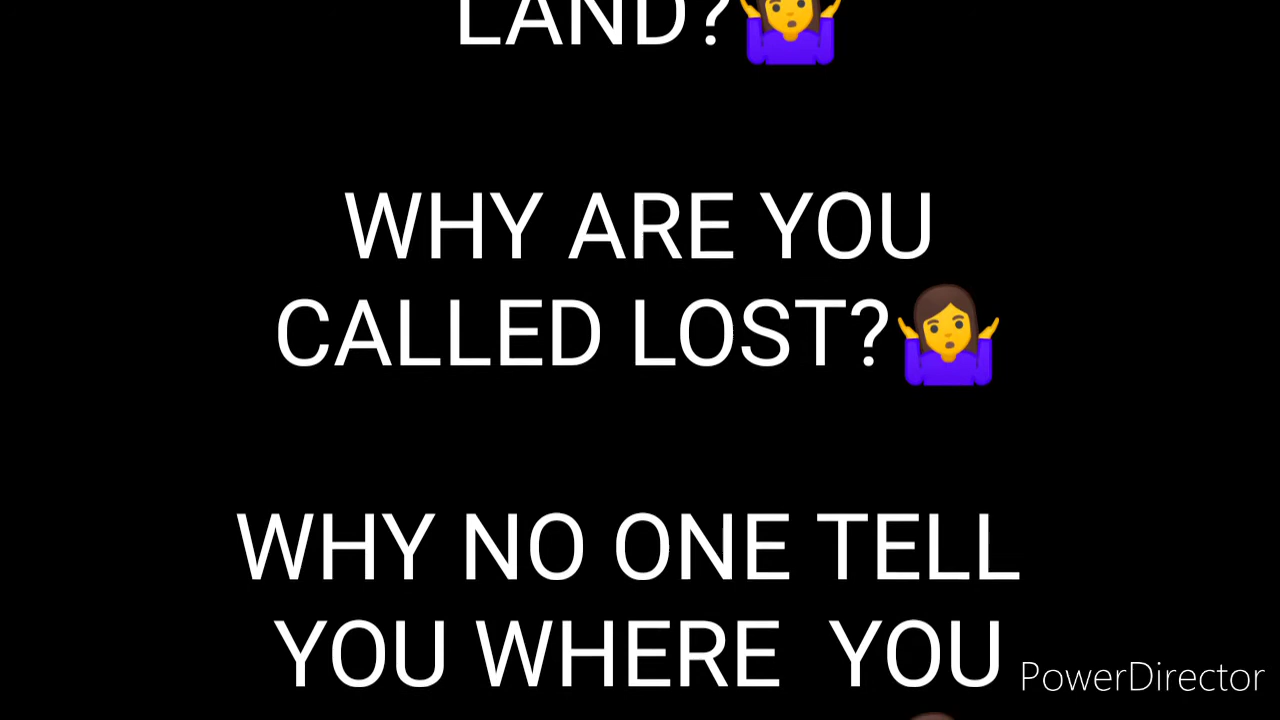 LAND?🤷‍♀️
WHY ARE YOU
CALLED LOST?🤷‍♀️
WHY NO ONE TELL
YOU WHERE YOU
PowerDirector